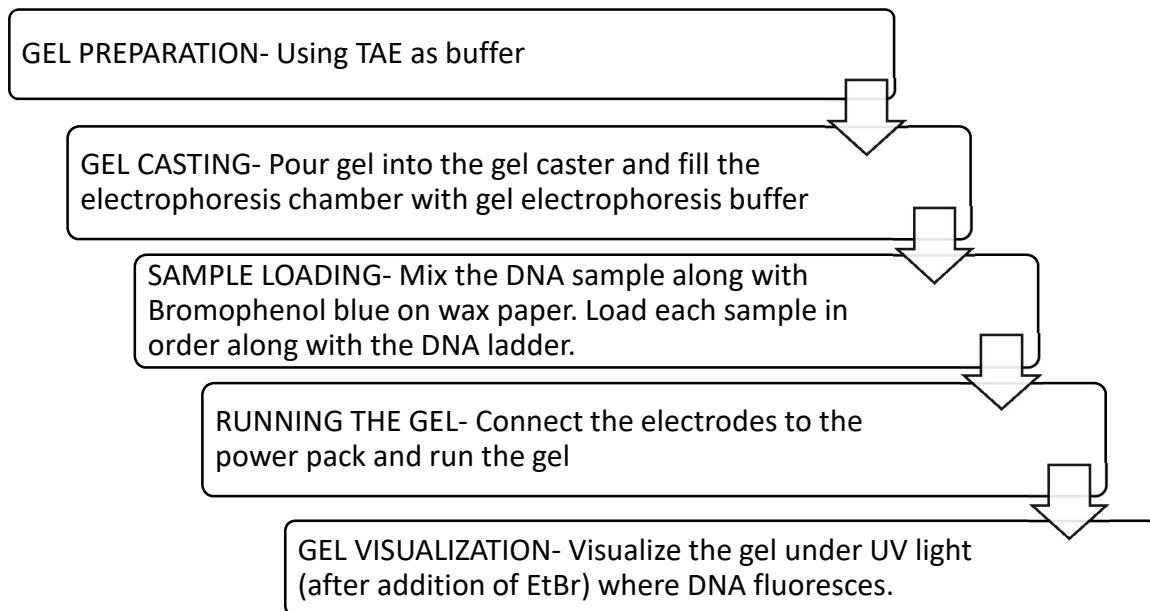 GEL PREPARATION- Using TAE as buffer
GEL CASTING- Pour gel into the gel caster and fill the
electrophoresis chamber with gel electrophoresis buffer
SAMPLE LOADING- Mix the DNA sample along with
Bromophenol blue on wax paper. Load each sample in
order along with the DNA ladder.
RUNNING THE GEL- Connect the electrodes to the
power pack and run the gel
GEL VISUALIZATION- Visualize the gel under UV light
(after addition of EtBr) where DNA fluoresces.